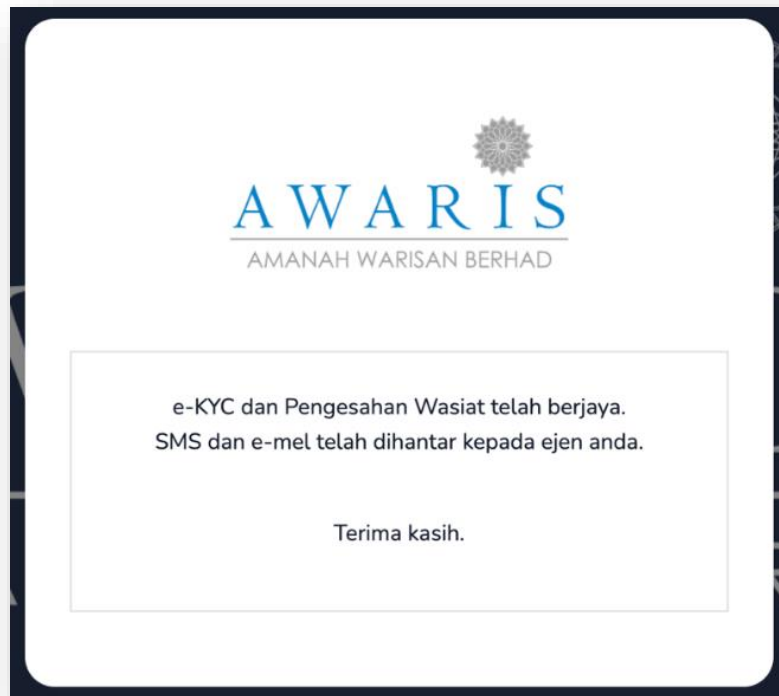 AWARIS
AMANAH WARISAN BERHAD
e-KYC dan Pengesahan Wasiat telah berjaya.
SMS dan e-mel telah dihantar kepada ejen anda.
Terima kasih.